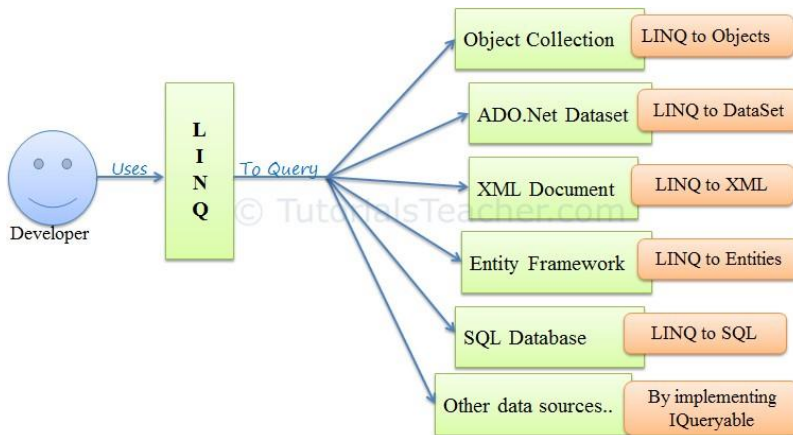 Object Collection
LINQ to Objects
ADO.Net Dataset
LINQ to DataSet
L
I
N
Q
Uses
To Query
XML Document
LINQ to XML
© TutorialsTeacher.com
Developer
Entity Framework
LINQ to Entities
SQL Database
LINQ to SQL
Other data sources..
By implementing
IQueryable